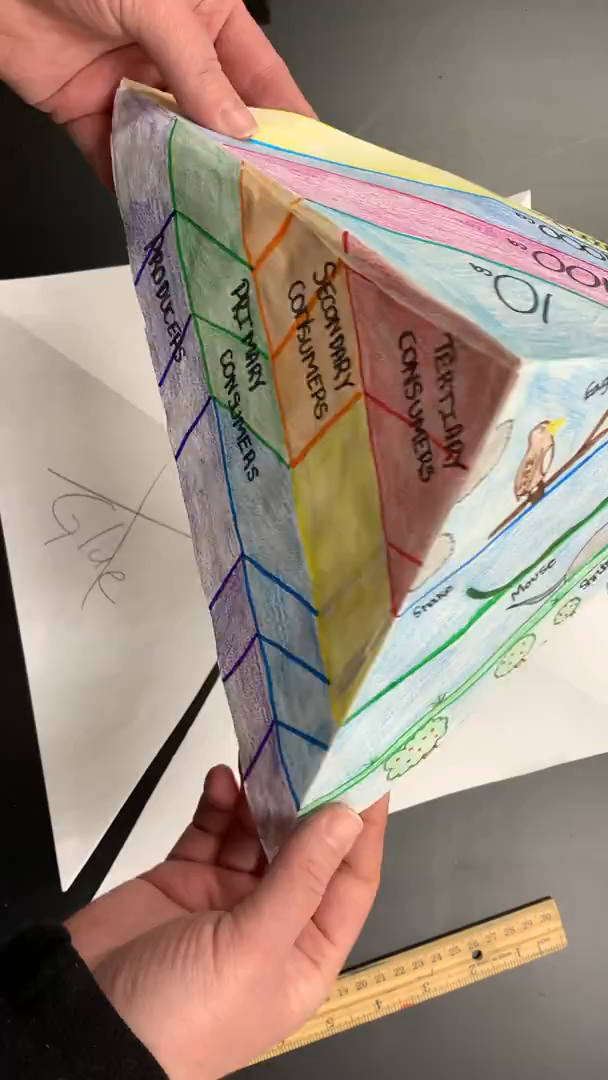 PRODUCERS
PRIMARY
CONSUMERS
SECONDARY
CONSUMERS
TERTIARY
CONSUMERS
10
Snake
Mouse
Glue